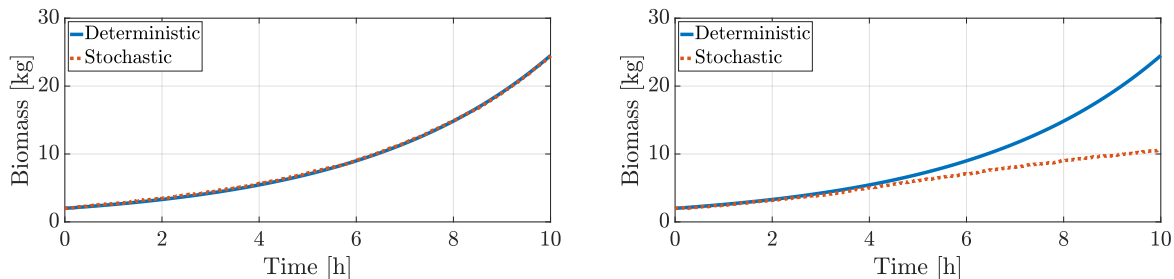 30
Deterministic
Stochastic
20
10
0
Biomass [kg]
0 2 4 6 8 10
Time [h]
30
Deterministic
Stochastic
20
10
0
Biomass [kg]
0 2 4 6 8 10
Time [h]